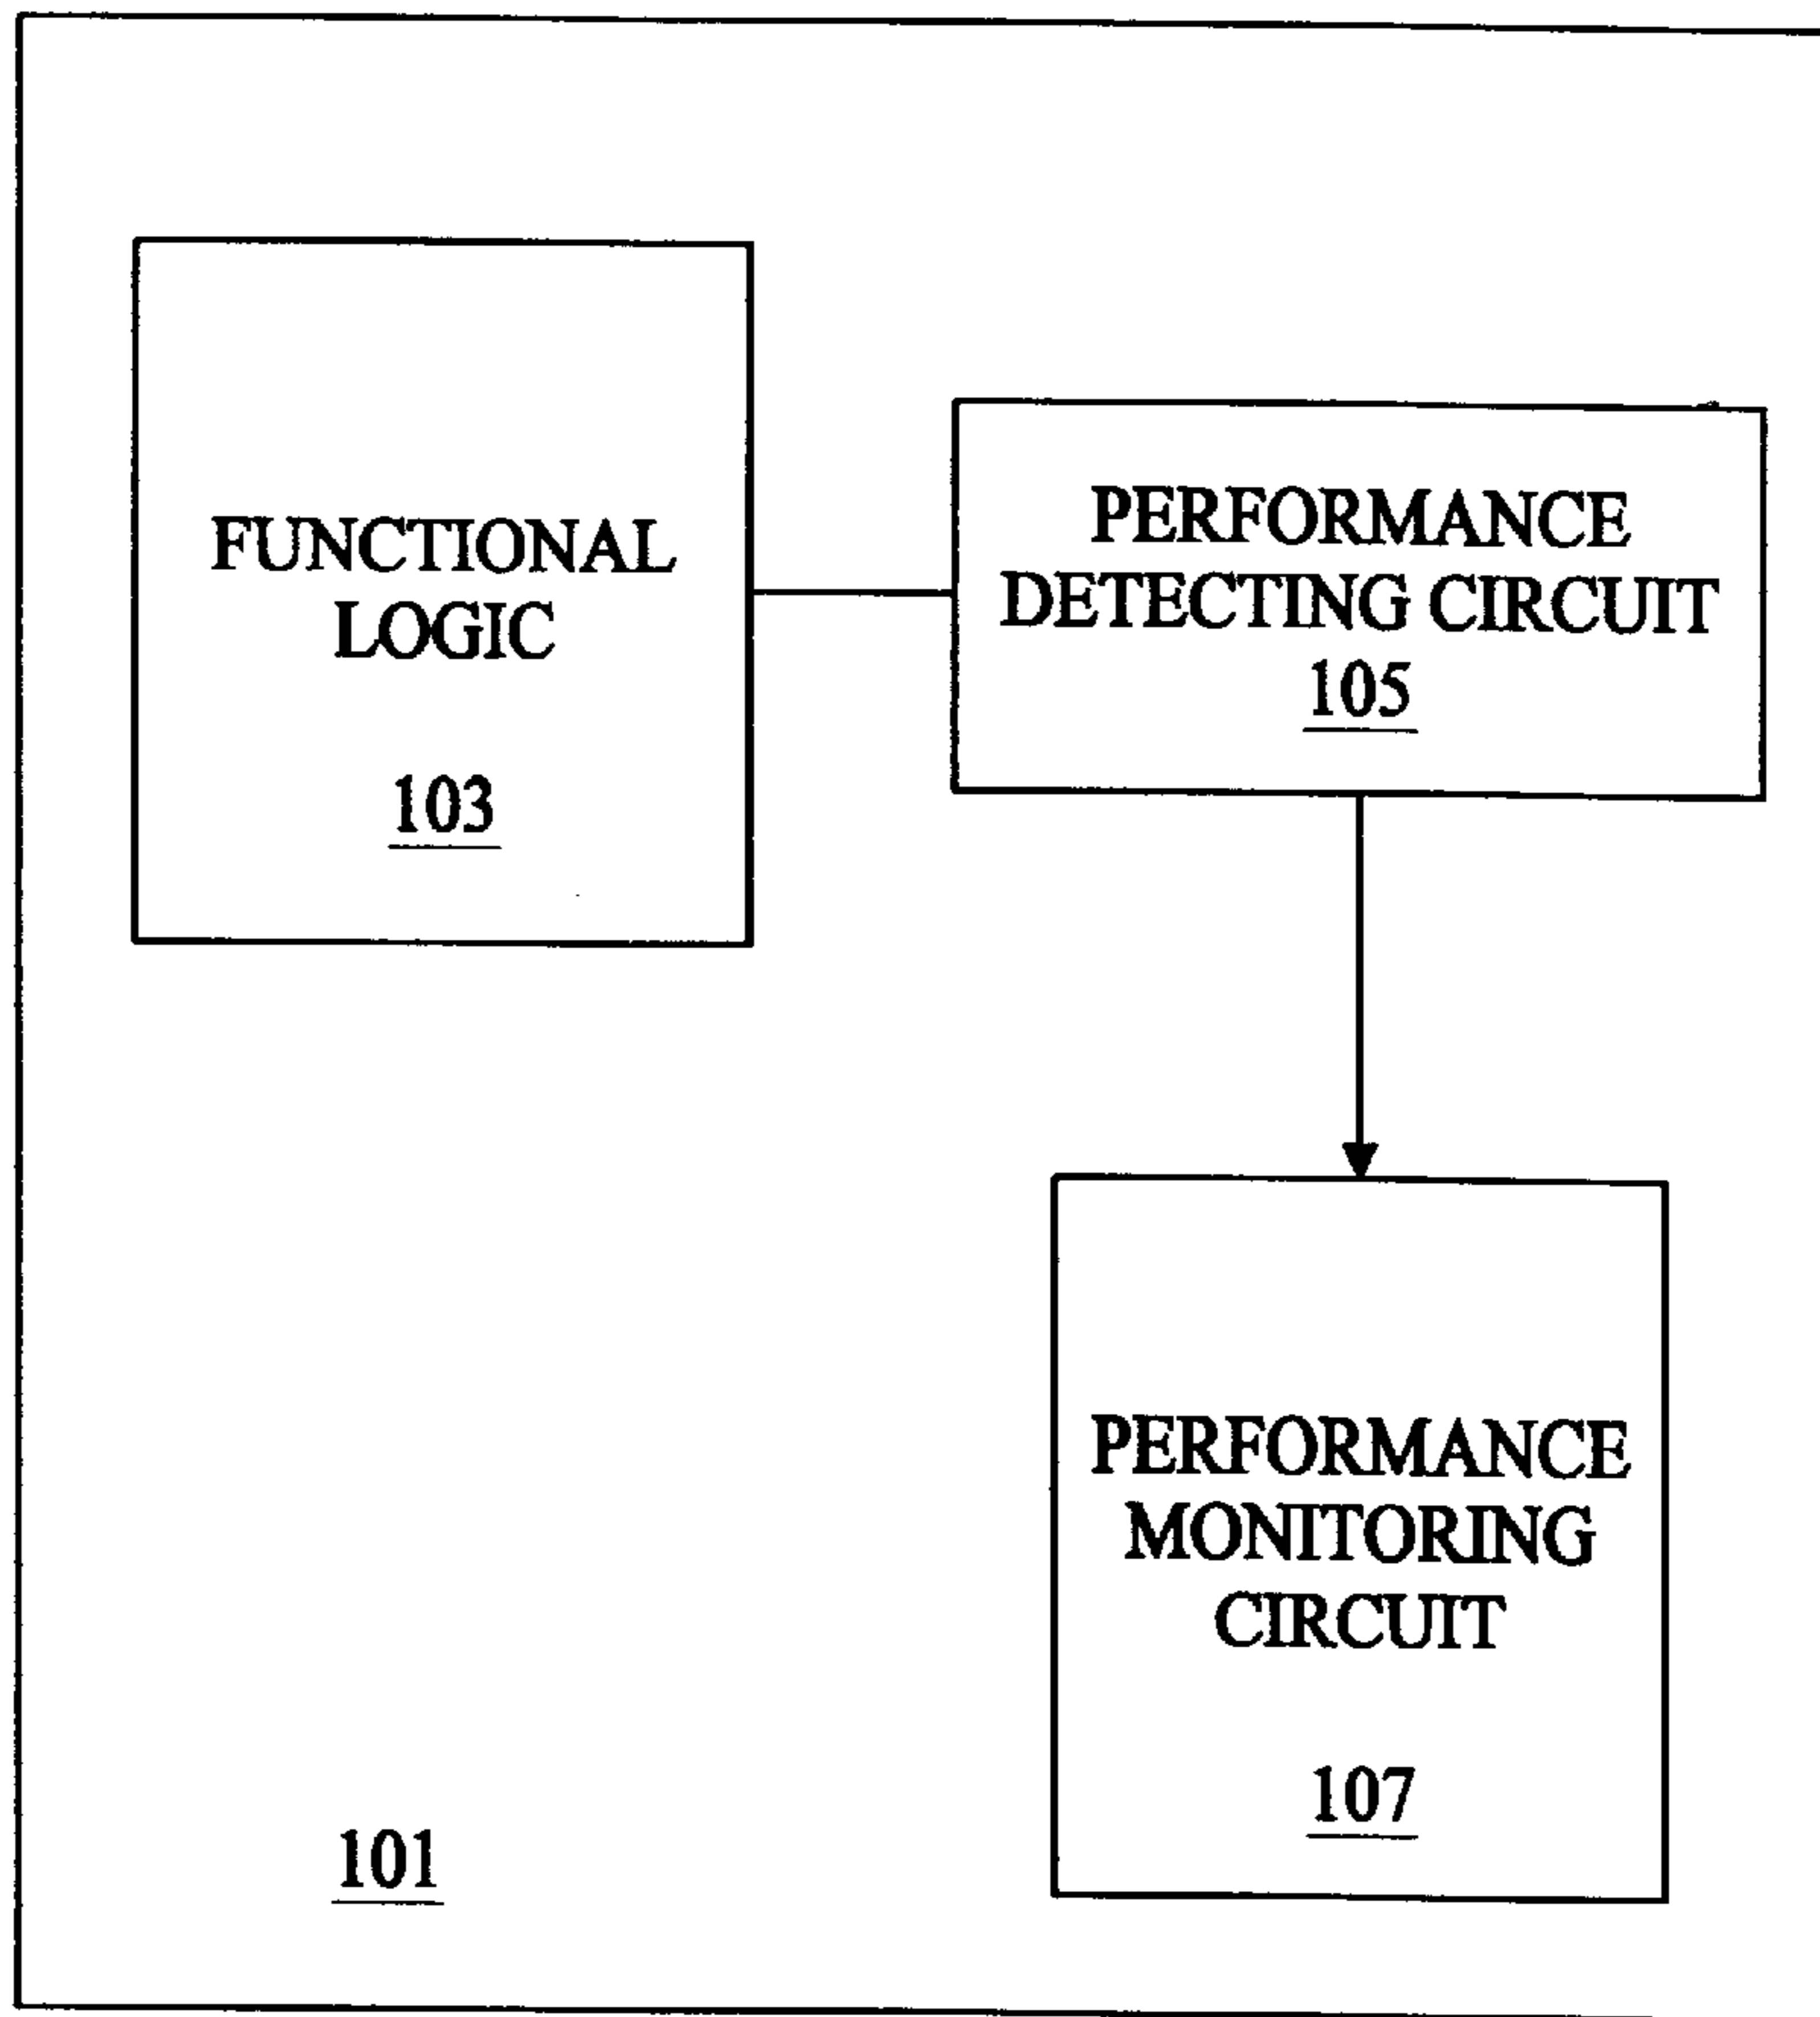 FUNCTIONAL
LOGIC
103
PERFORMANCE
DETECTING CIRCUIT
105
PERFORMANCE
MONITORING
CIRCUIT
107
101